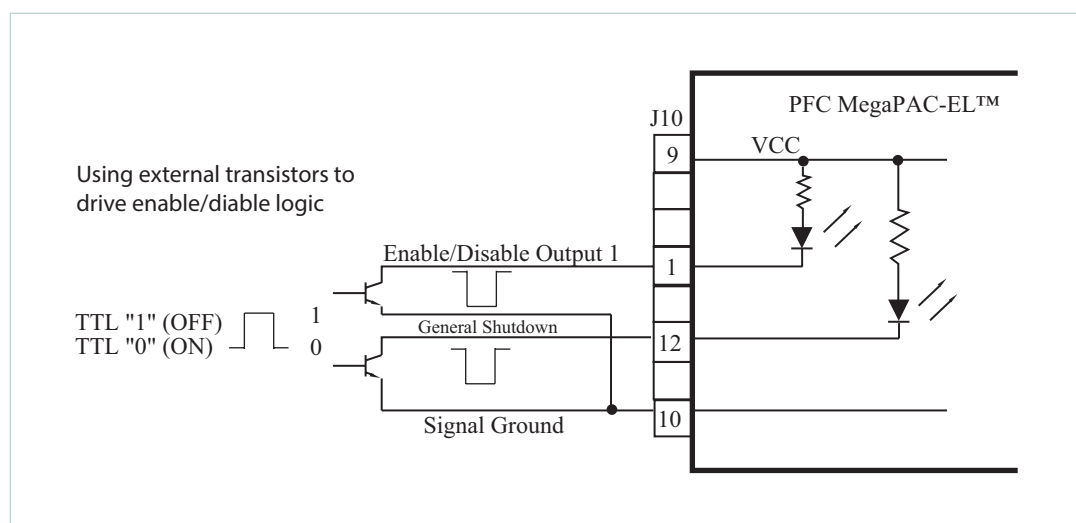 PFC MegaPAC-EL™
J10
9
VCC
Using external transistors to
drive enable/diable logic
Enable/Disable Output 1
1
TTL "1" (OFF) 1
General Shutdown
TTL "0" (ON) 0
12
10
Signal Ground